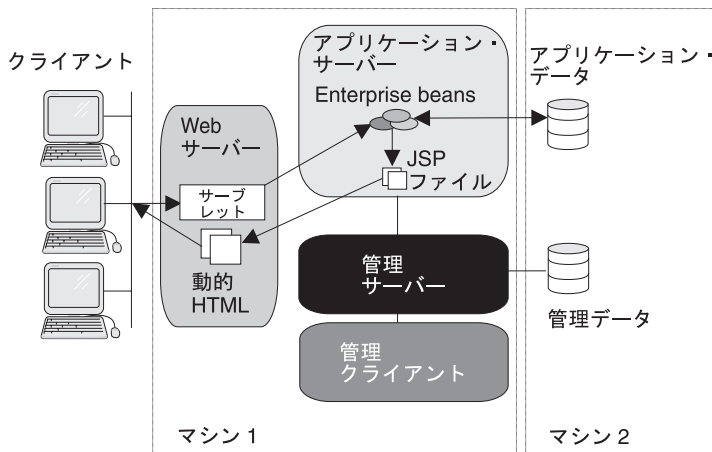 クライアント
Web
サーバー
サーブ
レット
動的
HTML
アプリケーション・
サーバー
Enterprise beans
JSP
ファイル
管理
サーバー
管理
クライアント
マシン 1
アプリケーション・
データ
管理データ
マシン 2